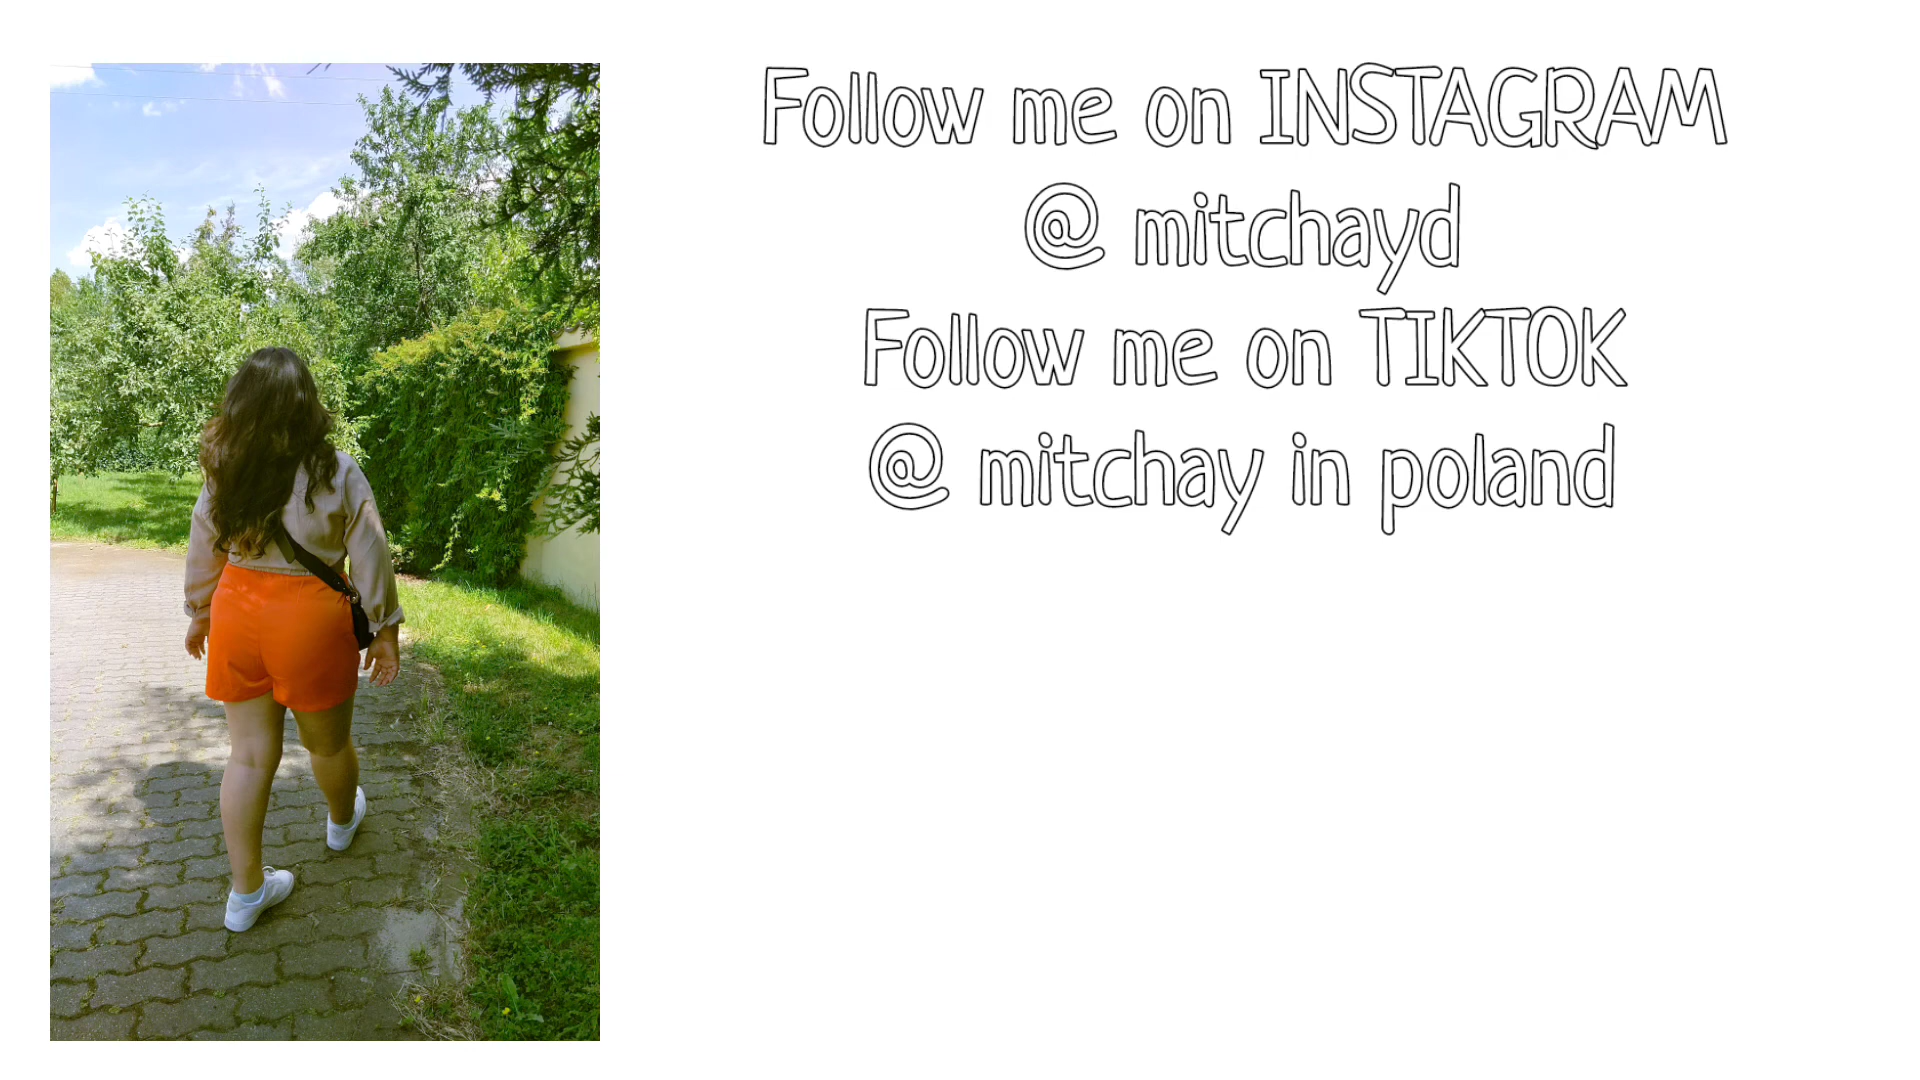 Follow me on INSTAGRAM
@ mitchayd
Follow me on TIKTOK
@ mitchay in poland